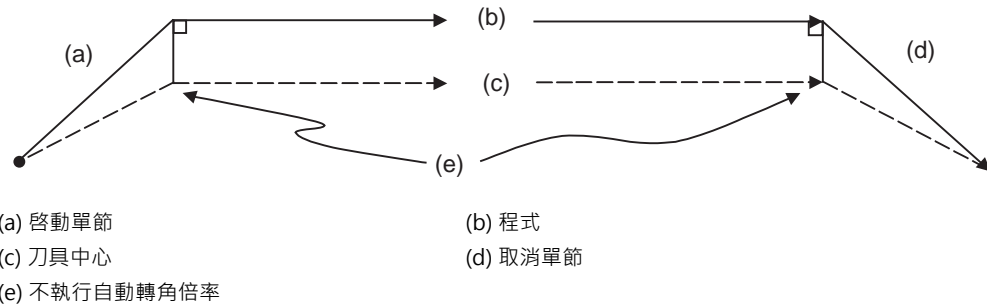 (a)
(b)
(c)
(d)
(e)
(a) 啓動單節
(b) 程式
(c) 刀具中心
(d) 取消單節
(e) 不執行自動轉角倍率